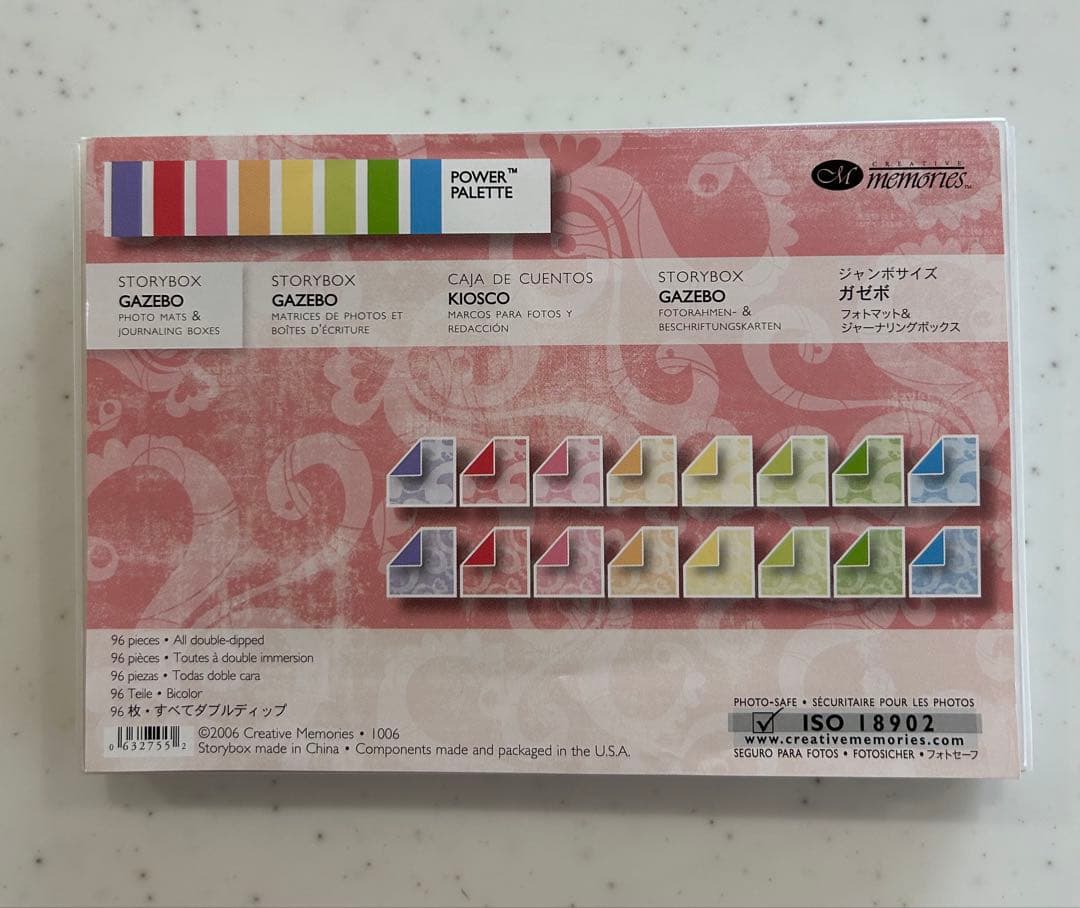 POWER™
PALETTE
CREATIVE
memories™
STORYBOX
GAZEBO
PHOTO MATS &
JOURNALING BOXES
STORYBOX
GAZEBO
MATRICES DE PHOTOS ET
BOÎTES D'ÉCRITURE
CAJA DE CUENTOS
KIOSCO
MARCOS PARA FOTOS Y
REDACCIÓN
STORYBOX
GAZEBO
FOTORAHMEN- &
BESCHRIFTUNGSKARTEN
ジャンボサイズ
ガゼボ
フォトマット&
ジャーナリングボックス
96 pieces • All double-dipped
96 pièces • Toutes à double immersion
96 piezas • Todas doble cara
96 Teile • Bicolor
96 枚・すべてダブルディップ
0 632755 2
©2006 Creative Memories • 1006
Storybox made in China • Components made and packaged in the U.S.A.
PHOTO-SAFE • SÉCURITAIRE POUR LES PHOTOS
ISO 18902
www.creativememories.com
SEGURO PARA FOTOS • FOTOSICHER • フォトセーフ